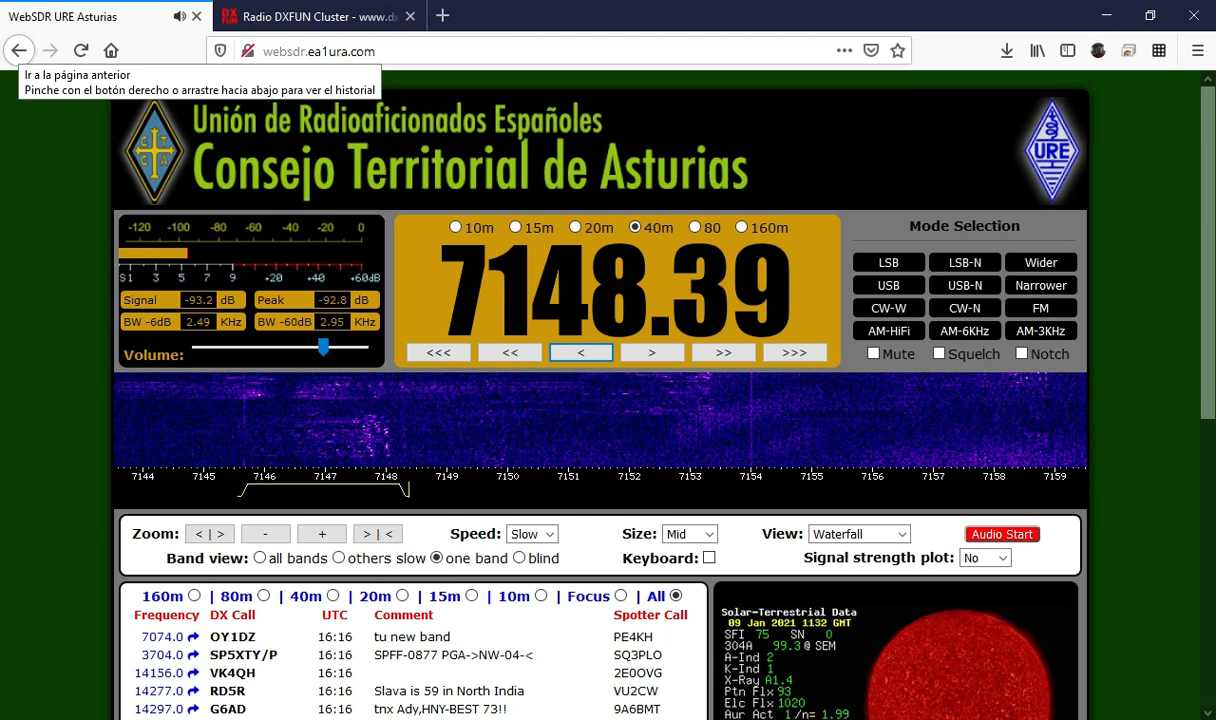 WebSDR URE Asturias
DX FUN Radio DXFUN Cluster - www.dx
websdr.ea1ura.com
Ir a la página anterior
Pinche con el botón derecho o arrastre hacia abajo para ver el historial
Unión de Radioaficionados Españoles
Consejo Territorial de Asturias
C T
C A
URE
-120 -100 -80 -60 -40 -20 0
S1 3 5 7 9 +20 +40 +60dB
Signal -93.2 dB Peak -92.8 dB
BW -6dB 2.49 KHz BW -60dB 2.95 KHz
Volume:
10m 15m 20m 40m 80 160m
7148.39
<<< << < > >> >>>
Mode Selection
LSB LSB-N Wider
USB USB-N Narrower
CW-W CW-N FM
AM-HiFi AM-6KHz AM-3KHz
Mute Squelch Notch
7144 7145 7146 7147 7148 7149 7150 7151 7152 7153 7154 7155 7156 7157 7158 7159
Zoom: < | > - + > | < Speed: Slow Size: Mid View: Waterfall Audio Start
Band view: all bands others slow one band blind Keyboard: Signal strength plot: No
160m | 80m | 40m | 20m | 15m | 10m | Focus | All
Frequency DX Call UTC Comment Spotter Call
7074.0 OY1DZ 16:16 tu new band PE4KH
3704.0 SP5XTY/P 16:16 SPFF-0877 PGA->NW-04-< SQ3PLO
14156.0 VK4QH 16:16 2E0OVG
14277.0 RD5R 16:16 Slava is 59 in North India VU2CW
14297.0 G6AD 16:16 tnx Ady,HNY-BEST 73!! 9A6BMT
Solar-Terrestrial Data
09 Jan 2021 1132 GMT
SFI 75 SN 0
304A 99.3 @ SEM
A-Ind 2
K-Ind 1
X-Ray A1.4
Ptn Flx 93
Elc Flx 1020
Aur Act 1 /n= 1.99